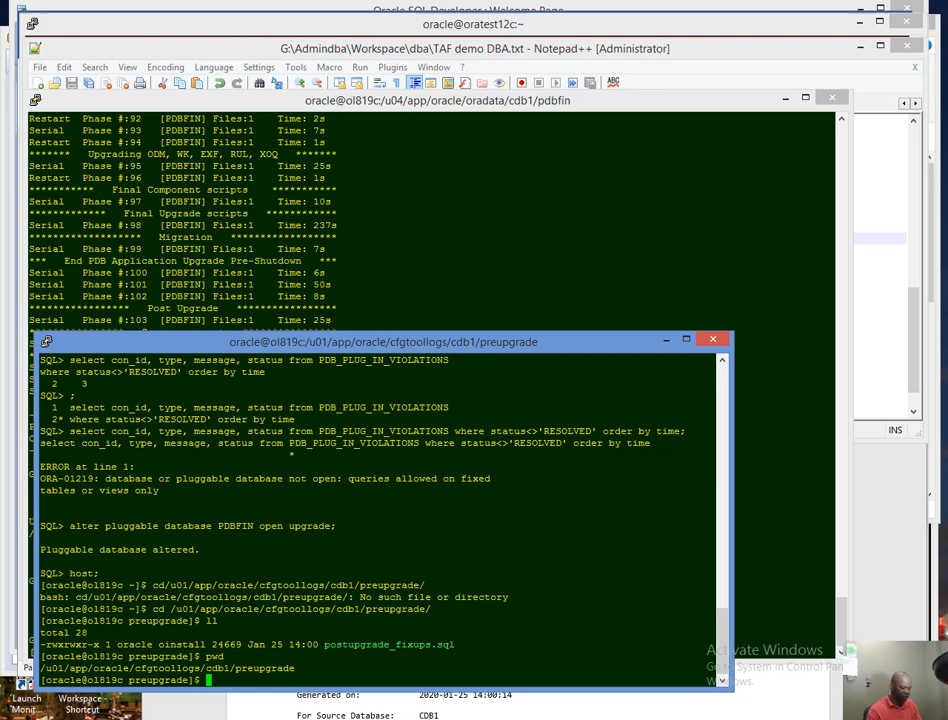 Oracle SQL Developer : Welcome Page
oracle@oratest12c:~
G:\Admindba\Workspace\dba\TAF demo DBA.txt - Notepad++ [Administrator]
File Edit Search View Encoding Language Settings Tools Macro Run Plugins Window ?
oracle@ol819c:/u04/app/oracle/oradata/cdb1/pdbfin
Restart Phase #:92 [PDBFIN] Files:1 Time: 2s
Serial Phase #:93 [PDBFIN] Files:1 Time: 7s
Restart Phase #:94 [PDBFIN] Files:1 Time: 1s
******* Upgrading ODM, WK, EXF, RUL, XOQ *******
Serial Phase #:95 [PDBFIN] Files:1 Time: 25s
Restart Phase #:96 [PDBFIN] Files:1 Time: 1s
*********** Final Component scripts ***********
Serial Phase #:97 [PDBFIN] Files:1 Time: 10s
************* Final Upgrade scripts ************
Serial Phase #:98 [PDBFIN] Files:1 Time: 237s
****************** Migration ******************
Serial Phase #:99 [PDBFIN] Files:1 Time: 7s
*** End PDB Application Upgrade Pre-Shutdown ***
Serial Phase #:100 [PDBFIN] Files:1 Time: 6s
Serial Phase #:101 [PDBFIN] Files:1 Time: 50s
Serial Phase #:102 [PDBFIN] Files:1 Time: 8s
***************** Post Upgrade *****************
Serial Phase #:103 [PDBFIN] Files:1 Time: 25s
INS
oracle@ol819c:/u01/app/oracle/cfgtoollogs/cdb1/preupgrade
SQL> select con_id, type, message, status from PDB_PLUG_IN_VIOLATIONS
where status<>'RESOLVED' order by time
2 3
SQL> ;
1 select con_id, type, message, status from PDB_PLUG_IN_VIOLATIONS
2* where status<>'RESOLVED' order by time
SQL> select con_id, type, message, status from PDB_PLUG_IN_VIOLATIONS where status<>'RESOLVED' order by time;
select con_id, type, message, status from PDB_PLUG_IN_VIOLATIONS where status<>'RESOLVED' order by time
*
ERROR at line 1:
ORA-01219: database or pluggable database not open: queries allowed on fixed
tables or views only
SQL> alter pluggable database PDBFIN open upgrade;
Pluggable database altered.
SQL> host;
[oracle@ol819c ~]$ cd/u01/app/oracle/cfgtoollogs/cdb1/preupgrade/
bash: cd/u01/app/oracle/cfgtoollogs/cdb1/preupgrade/: No such file or directory
[oracle@ol819c ~]$ cd /u01/app/oracle/cfgtoollogs/cdb1/preupgrade/
[oracle@ol819c preupgrade]$ ll
total 28
-rwxrwxr-x 1 oracle oinstall 24669 Jan 25 14:00 postupgrade_fixups.sql
[oracle@ol819c preupgrade]$ pwd
/u01/app/oracle/cfgtoollogs/cdb1/preupgrade
[oracle@ol819c preupgrade]$
Activate Windows
Go to System in Control Pan
Windows.
Launch
Monit...
Workspace -
Shortcut
Generated on: 2020-01-25 14:00:14
For Source Database: CDB1